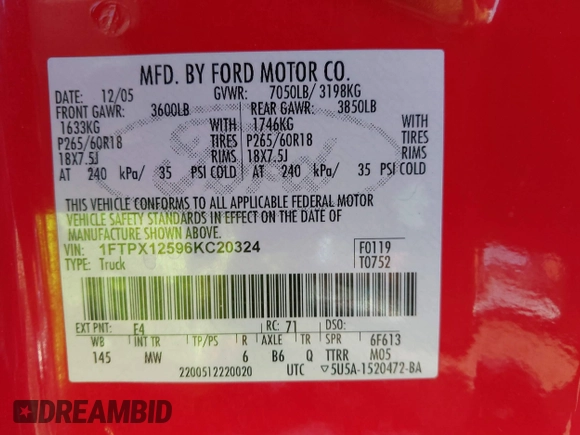 MFD. BY FORD MOTOR CO.
DATE: 12/05 GVWR: 7050LB/ 3198KG
FRONT GAWR: 3600LB REAR GAWR: 3850LB
1633KG 1746KG
P265/60R18 TIRES P265/60R18 TIRES
18X7.5J RIMS 18X7.5J RIMS
AT 240 kPa/ 35 PSI COLD AT 240 kPa/ 35 PSI COLD
THIS VEHICLE CONFORMS TO ALL APPLICABLE FEDERAL MOTOR
VEHICLE SAFETY STANDARDS IN EFFECT ON THE DATE OF
MANUFACTURE SHOWN ABOVE.
VIN: 1FTPX12596KC20324 F0119
TYPE: Truck T0752
EXT PNT: E4 RC: 71 DSO:
WB INT TR TP/PS R AXLE TR SPR 6F613
145 MW 6 B6 Q TTRR M05
2200512220020 UTC ▽5U5A-1520472-BA
DREAMBID.COM